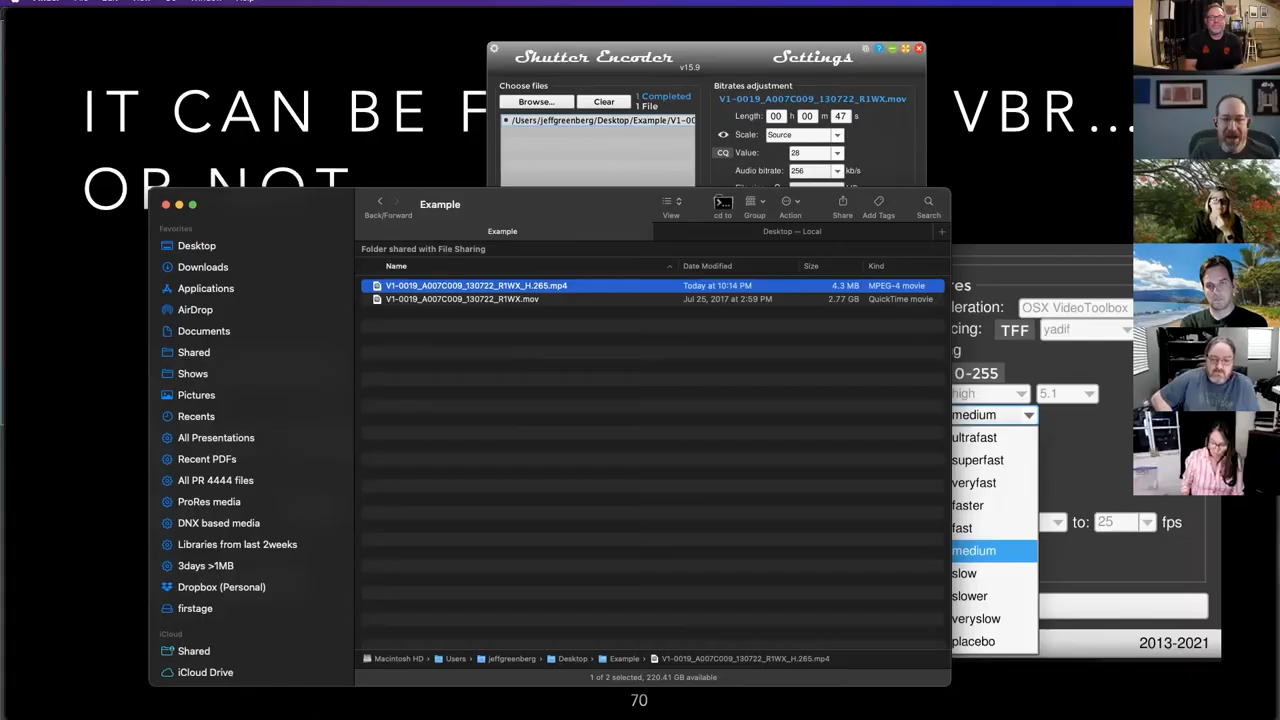 IT CAN BE F
VBR...
OR NOT
Shutter Encoder
v15.9
Settings
Choose files
Browse...
Clear
1 Completed
1 File
/Users/jeffgreenberg/Desktop/Example/V1-00
Bitrates adjustment
V1-0019_A007C009_130722_R1WX.mov
Length: 00 h 00 m 47 s
Scale: Source
CQ Value: 28
Audio bitrate: 256 kb/s
Back/Forward
Example
View
cd to
Group
Action
Share
Add Tags
Search
Example
Desktop — Local
Folder shared with File Sharing
Name Date Modified Size Kind
V1-0019_A007C009_130722_R1WX_H.265.mp4 Today at 10:14 PM 4.3 MB MPEG-4 movie
V1-0019_A007C009_130722_R1WX.mov Jul 25, 2017 at 2:59 PM 2.77 GB QuickTime movie
Favorites
Desktop
Downloads
Applications
AirDrop
Documents
Shared
Shows
Pictures
Recents
All Presentations
Recent PDFs
All PR 4444 files
ProRes media
DNX based media
Libraries from last 2weeks
3days >1MB
Dropbox (Personal)
firstage
iCloud
Shared
iCloud Drive
Macintosh HD › Users › jeffgreenberg › Desktop › Example › V1-0019_A007C009_130722_R1WX_H.265.mp4
1 of 2 selected, 220.41 GB available
res
leration: OSX VideoToolbox
cing: TFF yadif
g
0-255
high 5.1
medium
ultrafast
superfast
veryfast
faster
fast
medium
slow
slower
veryslow
placebo
to: 25 fps
2013-2021
70